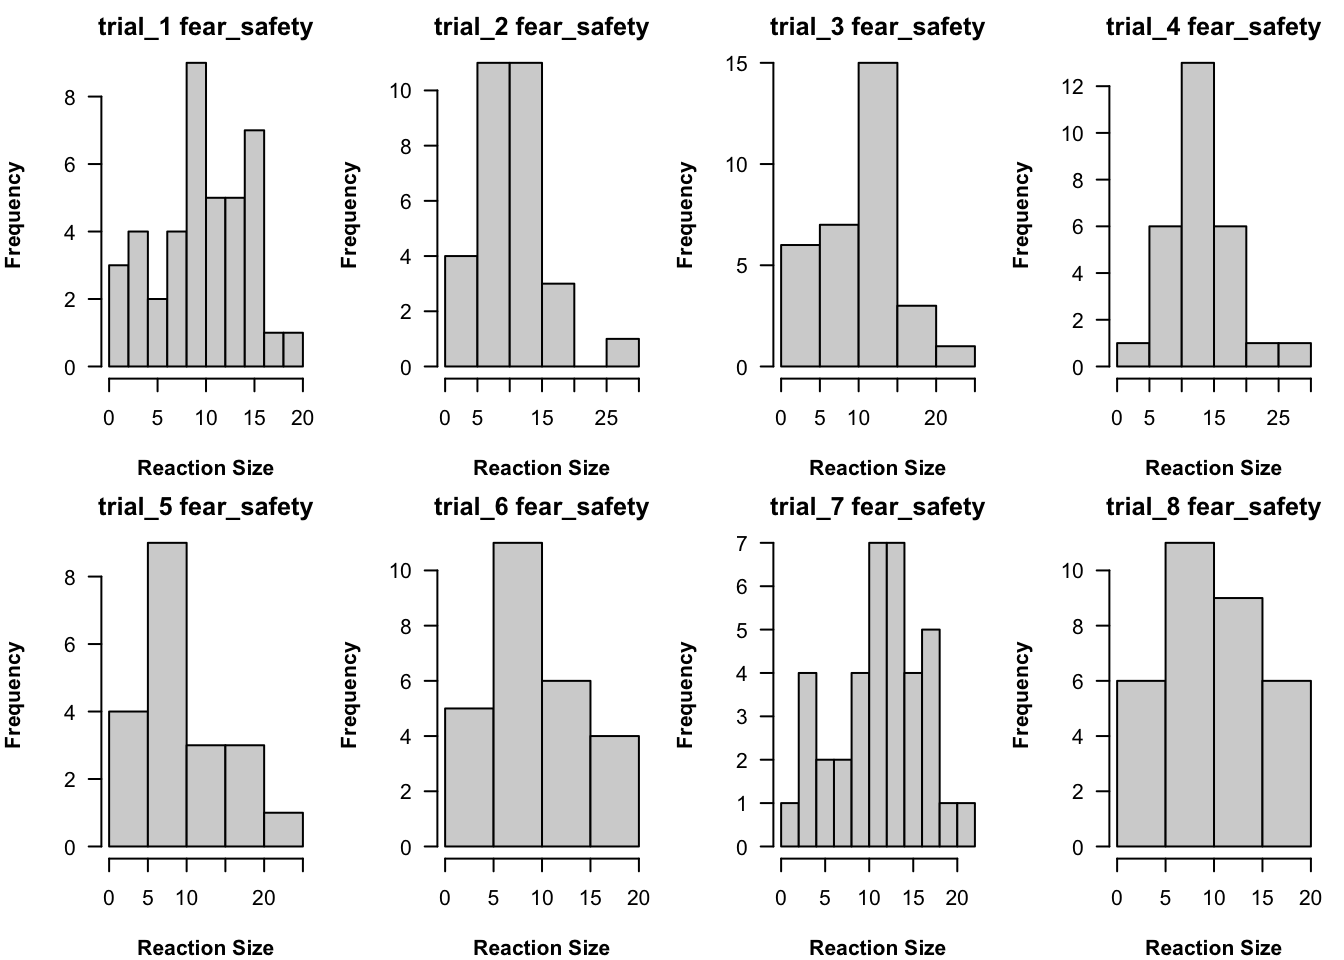 trial_1 fear_safety
Frequency
8
6
4
2
0
0 5 10 15 20
Reaction Size
trial_2 fear_safety
Frequency
10
8
6
4
2
0
0 5 15 25
Reaction Size
trial_3 fear_safety
Frequency
15
10
5
0
0 5 10 20
Reaction Size
trial_4 fear_safety
Frequency
12
10
8
6
4
2
0
0 5 15 25
Reaction Size
trial_5 fear_safety
Frequency
8
6
4
2
0
0 5 10 20
Reaction Size
trial_6 fear_safety
Frequency
10
8
6
4
2
0
0 5 10 15 20
Reaction Size
trial_7 fear_safety
Frequency
7
6
5
4
3
2
1
0
0 5 10 15 20
Reaction Size
trial_8 fear_safety
Frequency
10
8
6
4
2
0
0 5 10 15 20
Reaction Size